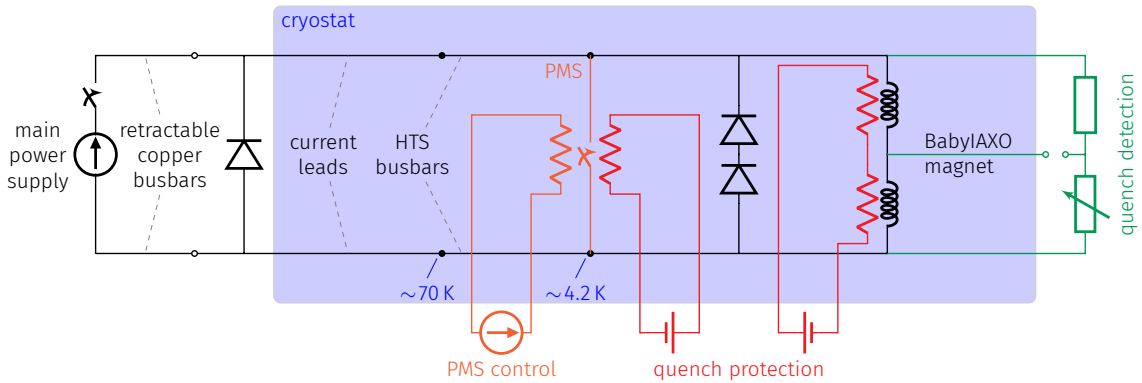 cryostat
PMS
main
power
supply
retractable
copper
busbars
current
leads
HTS
busbars
BabyIAXO
magnet
quench detection
~70 K
~4.2 K
PMS control
quench protection